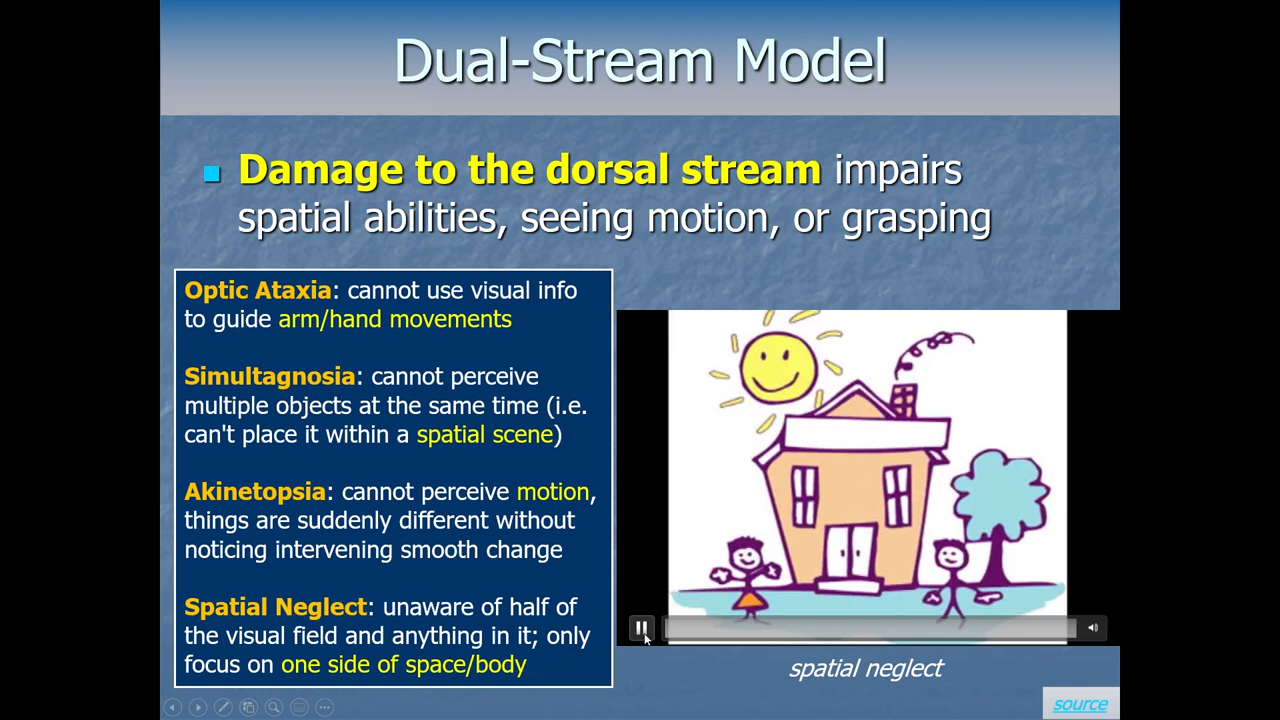 Dual-Stream Model
Damage to the dorsal stream impairs
spatial abilities, seeing motion, or grasping
Optic Ataxia: cannot use visual info
to guide arm/hand movements
Simultagnosia: cannot perceive
multiple objects at the same time (i.e.
can't place it within a spatial scene)
Akinetopsia: cannot perceive motion,
things are suddenly different without
noticing intervening smooth change
Spatial Neglect: unaware of half of
the visual field and anything in it; only
focus on one side of space/body
spatial neglect
source